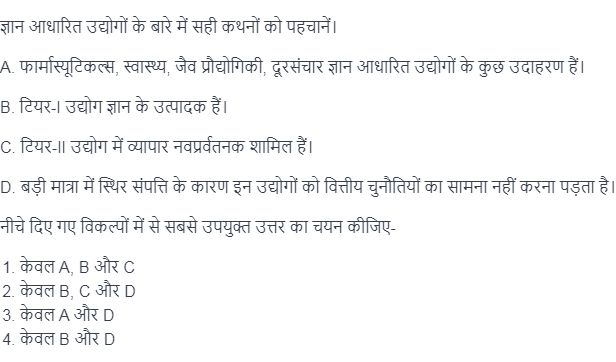 ज्ञान आधारित उद्योगों के बारे में सही कथनों को पहचानें।
A. फार्मास्यूटिकल्स, स्वास्थ्य, जैव प्रौद्योगिकी, दूरसंचार ज्ञान आधारित उद्योगों के कुछ उदाहरण हैं।
B. टियर-I उद्योग ज्ञान के उत्पादक हैं।
C. टियर-II उद्योग में व्यापार नवप्रर्वतनक शामिल हैं।
D. बड़ी मात्रा में स्थिर संपत्ति के कारण इन उद्योगों को वित्तीय चुनौतियों का सामना नहीं करना पड़ता है।
नीचे दिए गए विकल्पों में से सबसे उपयुक्त उत्तर का चयन कीजिए-
1. केवल A, B और C
2. केवल B, C और D
3. केवल A और D
4. केवल B और D